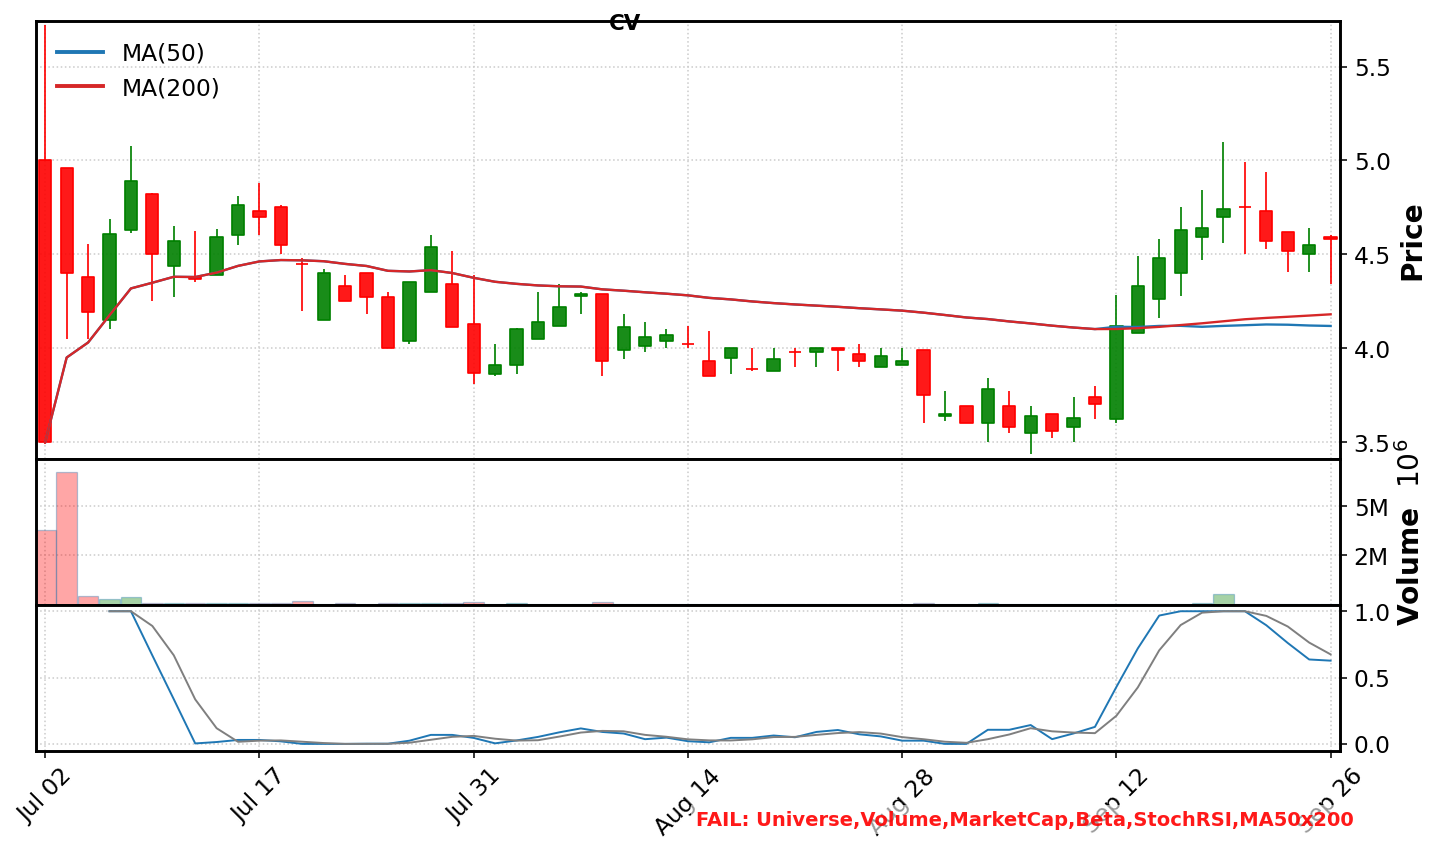 CV
MA(50)
MA(200)
5.5
5.0
4.5
4.0
3.5
Price
5M
2M
Volume 10^6
1.0
0.5
0.0
Jul 02
Jul 17
Jul 31
Aug 14
Aug 28
Sep 12
Sep 26
FAIL: Universe,Volume,MarketCap,Beta,StochRSI,MA50x200